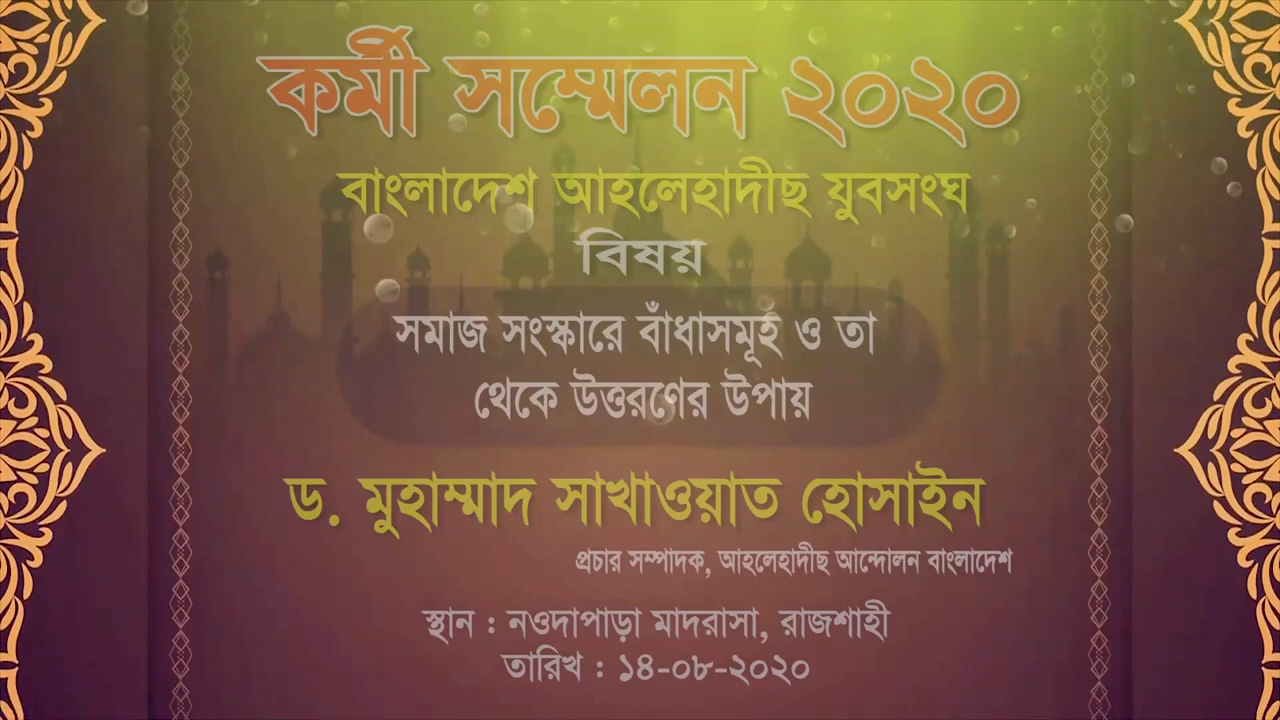 কর্মী সম্মেলন ২০২০
বাংলাদেশ আহলেহাদীছ যুবসংঘ
বিষয়
সমাজ সংস্কারে বাঁধাসমূহ ও তা
থেকে উত্তরণের উপায়
ড. মুহাম্মাদ সাখাওয়াত হোসাইন
প্রচার সম্পাদক, আহলেহাদীছ আন্দোলন বাংলাদেশ
স্থান : নওদাপাড়া মাদরাসা, রাজশাহী
তারিখ : ১৪-০৮-২০২০